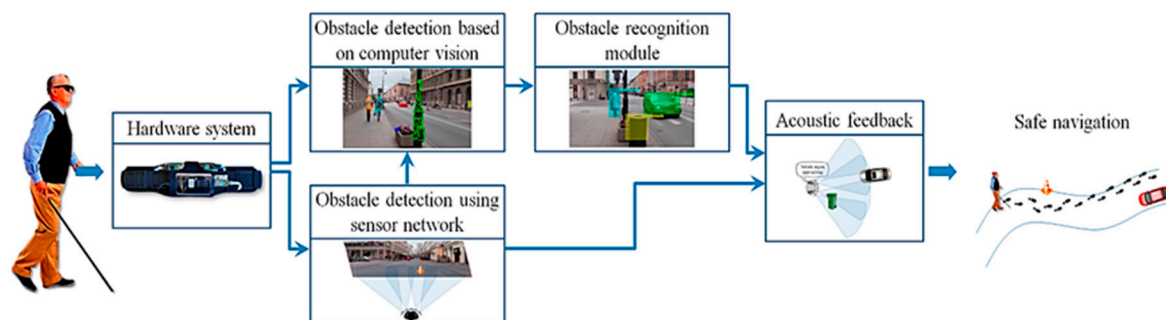 Hardware system
Obstacle detection based
on computer vision
Obstacle detection using
sensor network
Obstacle recognition
module
Acoustic feedback
Safe navigation